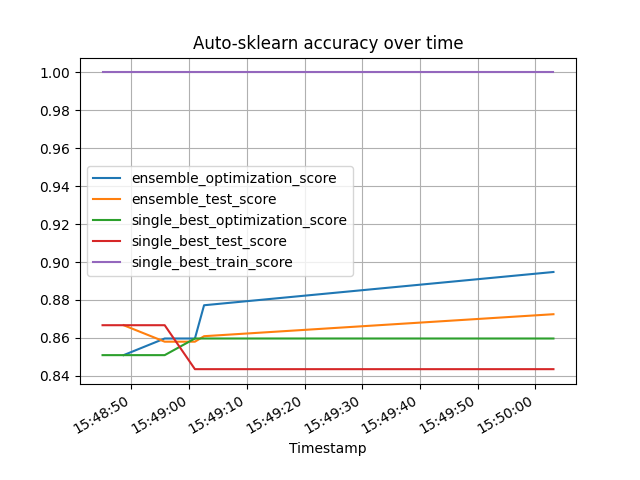 Auto-sklearn accuracy over time
1.00
0.98
0.96
0.94
0.92
0.90
0.88
0.86
0.84
ensemble_optimization_score
ensemble_test_score
single_best_optimization_score
single_best_test_score
single_best_train_score
15:48:50
15:49:00
15:49:10
15:49:20
15:49:30
15:49:40
15:49:50
15:50:00
Timestamp